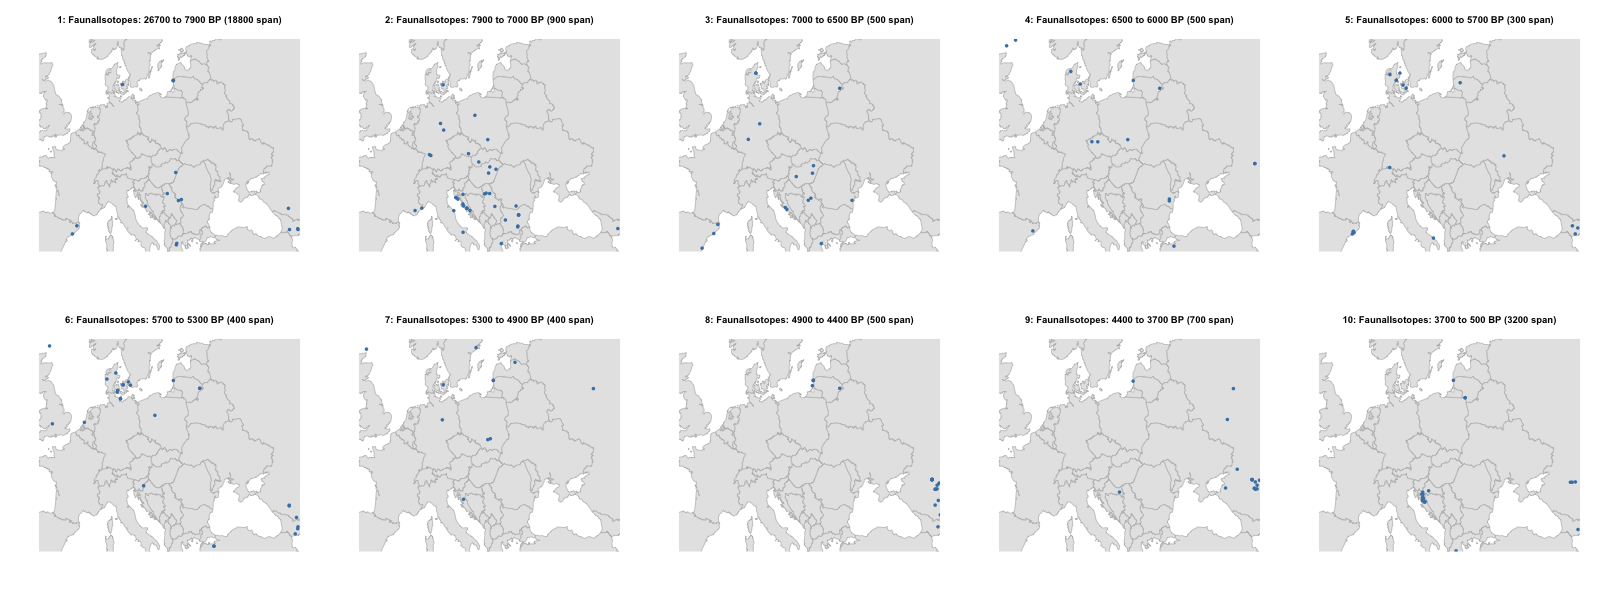 1: FaunalIsotopes: 26700 to 7900 BP (18800 span)
2: FaunalIsotopes: 7900 to 7000 BP (900 span)
3: FaunalIsotopes: 7000 to 6500 BP (500 span)
4: FaunalIsotopes: 6500 to 6000 BP (500 span)
5: FaunalIsotopes: 6000 to 5700 BP (300 span)
6: FaunalIsotopes: 5700 to 5300 BP (400 span)
7: FaunalIsotopes: 5300 to 4900 BP (400 span)
8: FaunalIsotopes: 4900 to 4400 BP (500 span)
9: FaunalIsotopes: 4400 to 3700 BP (700 span)
10: FaunalIsotopes: 3700 to 500 BP (3200 span)